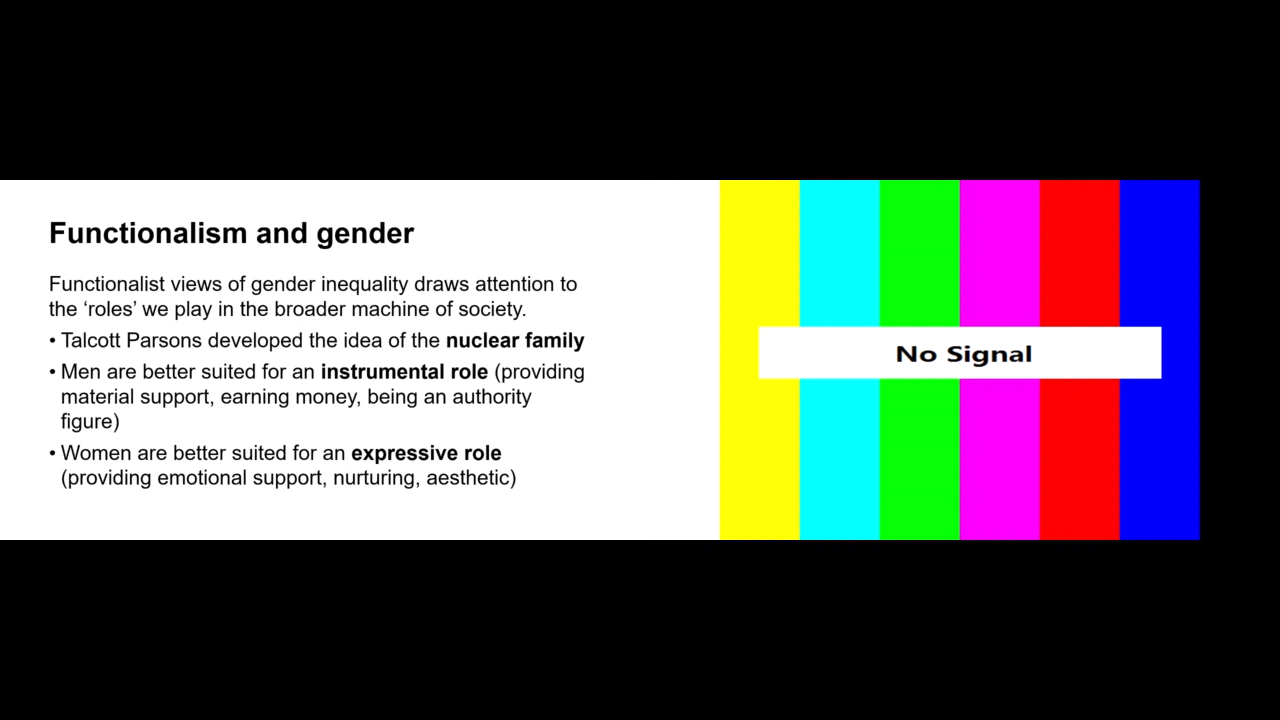 Functionalism and gender
Functionalist views of gender inequality draws attention to
the ‘roles’ we play in the broader machine of society.
• Talcott Parsons developed the idea of the nuclear family
• Men are better suited for an instrumental role (providing
material support, earning money, being an authority
figure)
• Women are better suited for an expressive role
(providing emotional support, nurturing, aesthetic)
No Signal